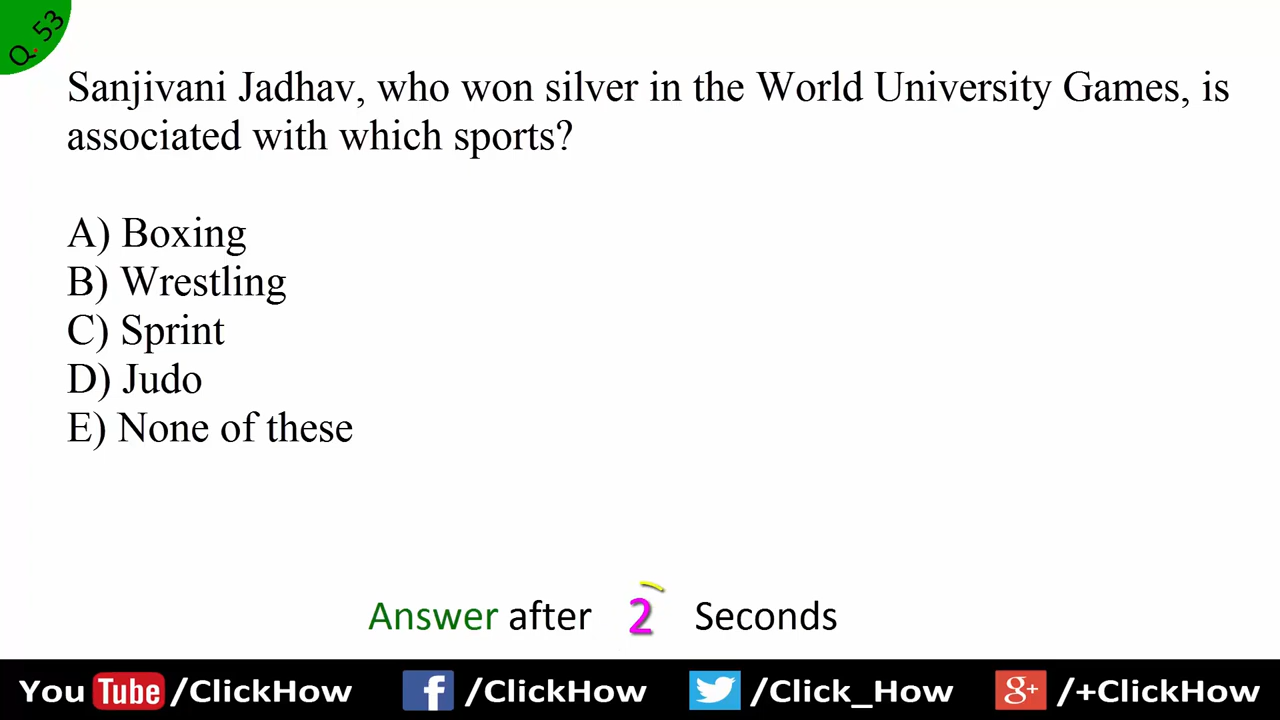 Q. 53
Sanjivani Jadhav, who won silver in the World University Games, is
associated with which sports?
A) Boxing
B) Wrestling
C) Sprint
D) Judo
E) None of these
Answer after 2 Seconds
You Tube /ClickHow f /ClickHow /Click_How g+ /+ClickHow